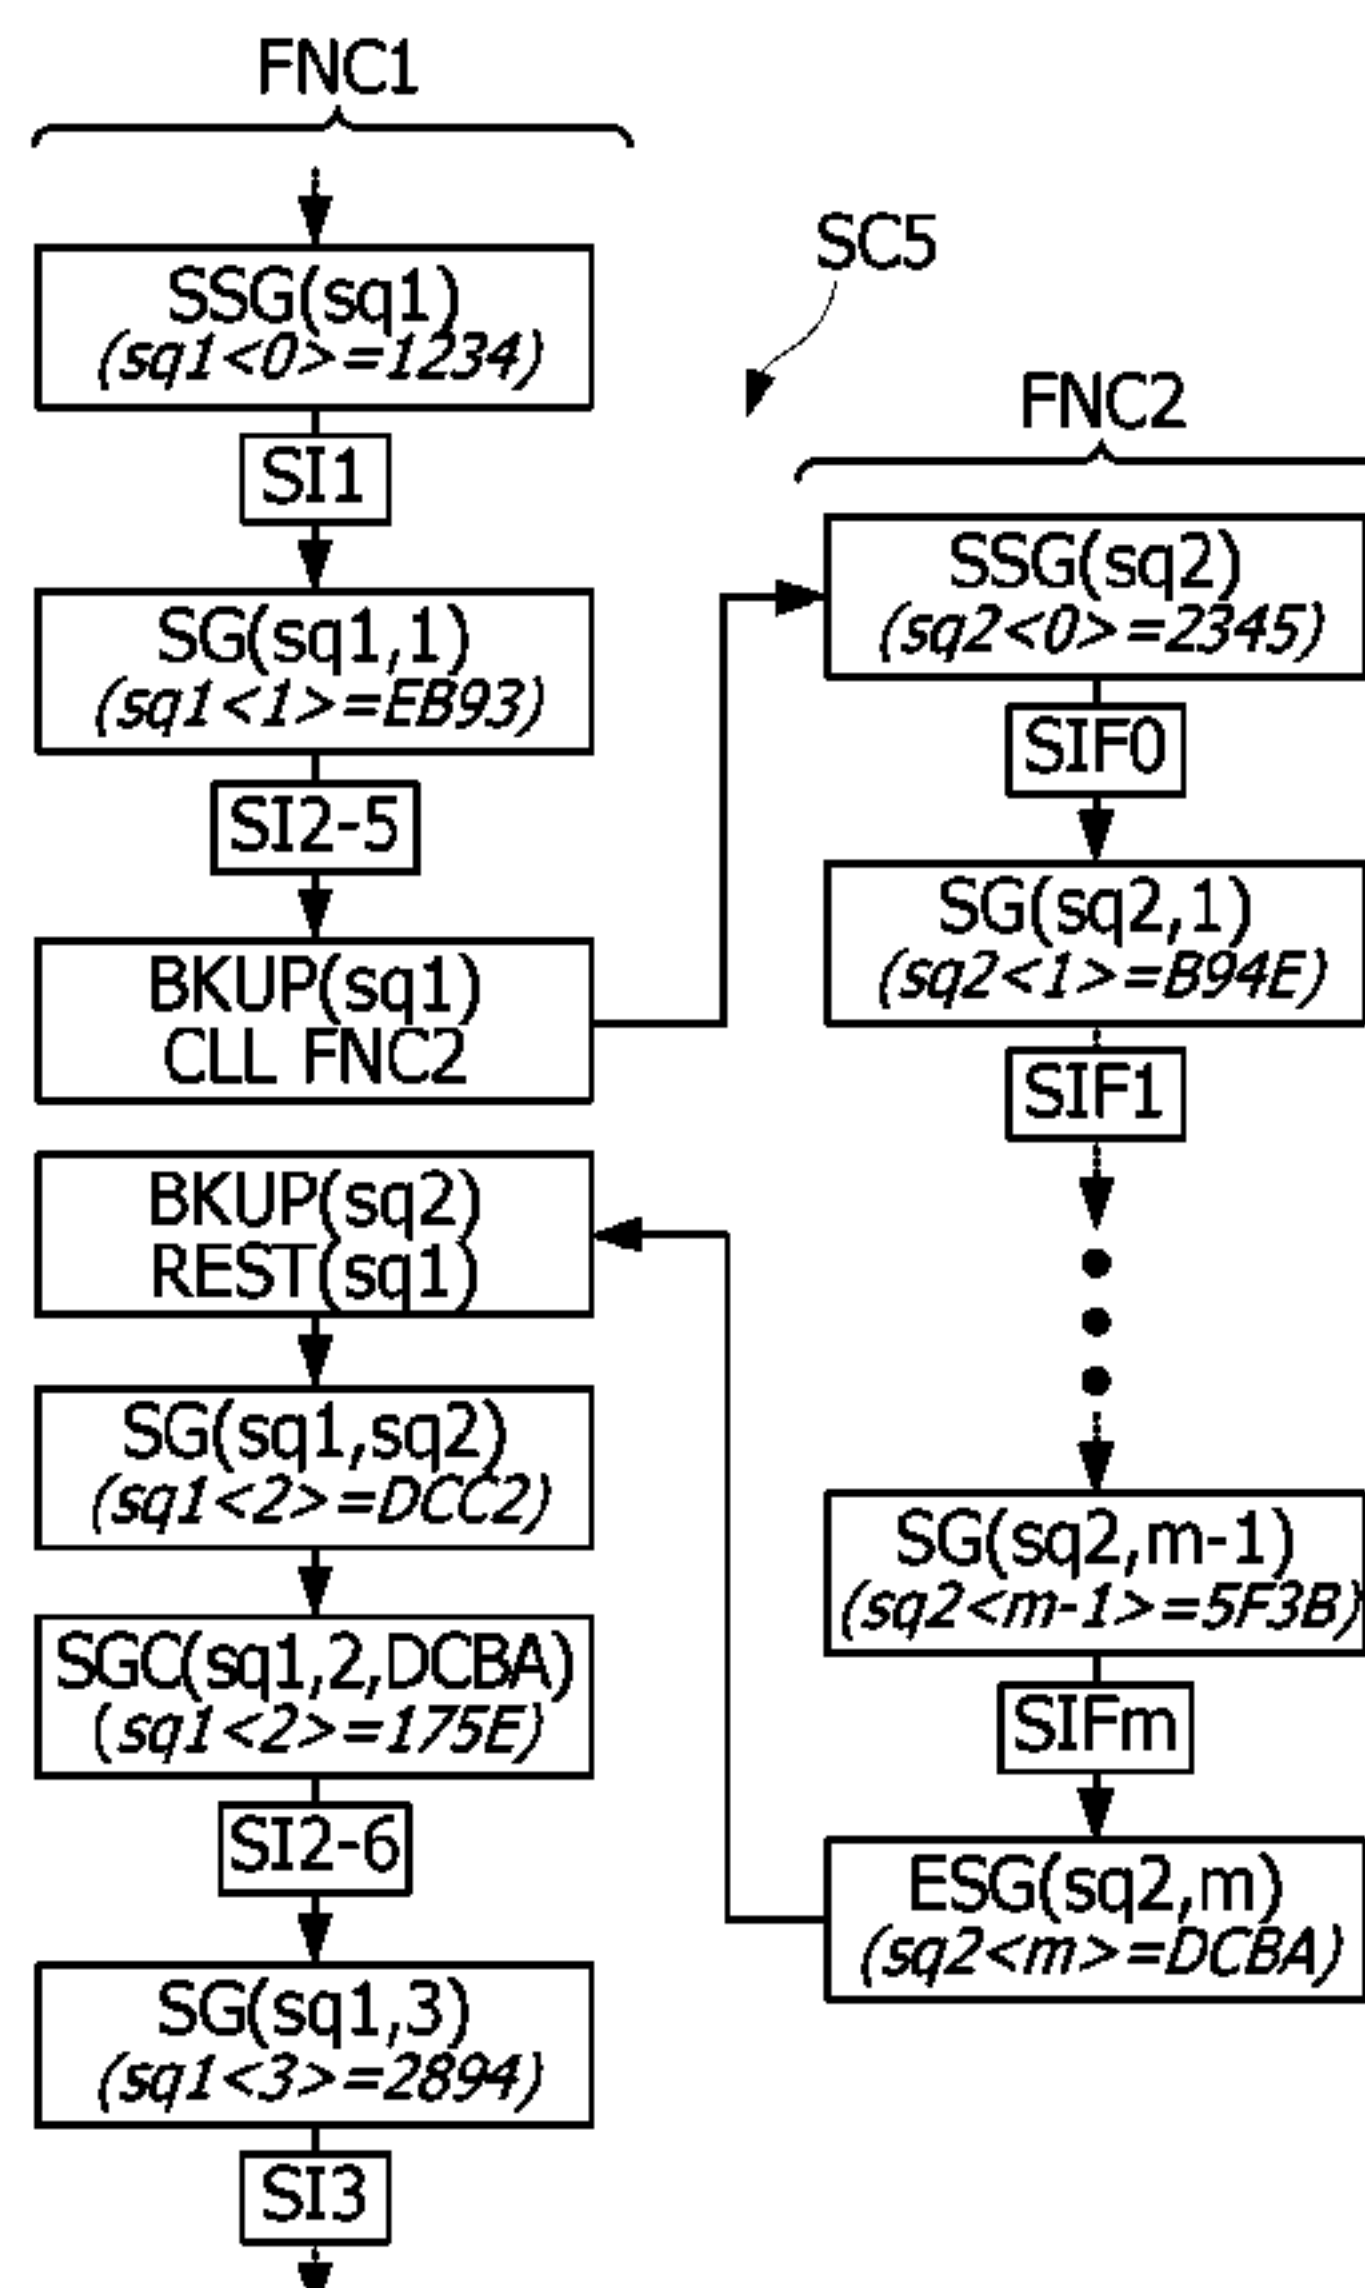 FNC1
SSG(sq1)
(sq1<0>=1234)
SI1
SG(sq1,1)
(sq1<1>=EB93)
SI2-5
BKUP(sq1)
CLL FNC2
BKUP(sq2)
REST(sq1)
SG(sq1,sq2)
(sq1<2>=DCC2)
SGC(sq1,2,DCBA)
(sq1<2>=175E)
SI2-6
SG(sq1,3)
(sq1<3>=2894)
SI3
SC5
FNC2
SSG(sq2)
(sq2<0>=2345)
SIF0
SG(sq2,1)
(sq2<1>=B94E)
SIF1
SG(sq2,m-1)
(sq2<m-1>=5F3B)
SIFm
ESG(sq2,m)
(sq2<m>=DCBA)